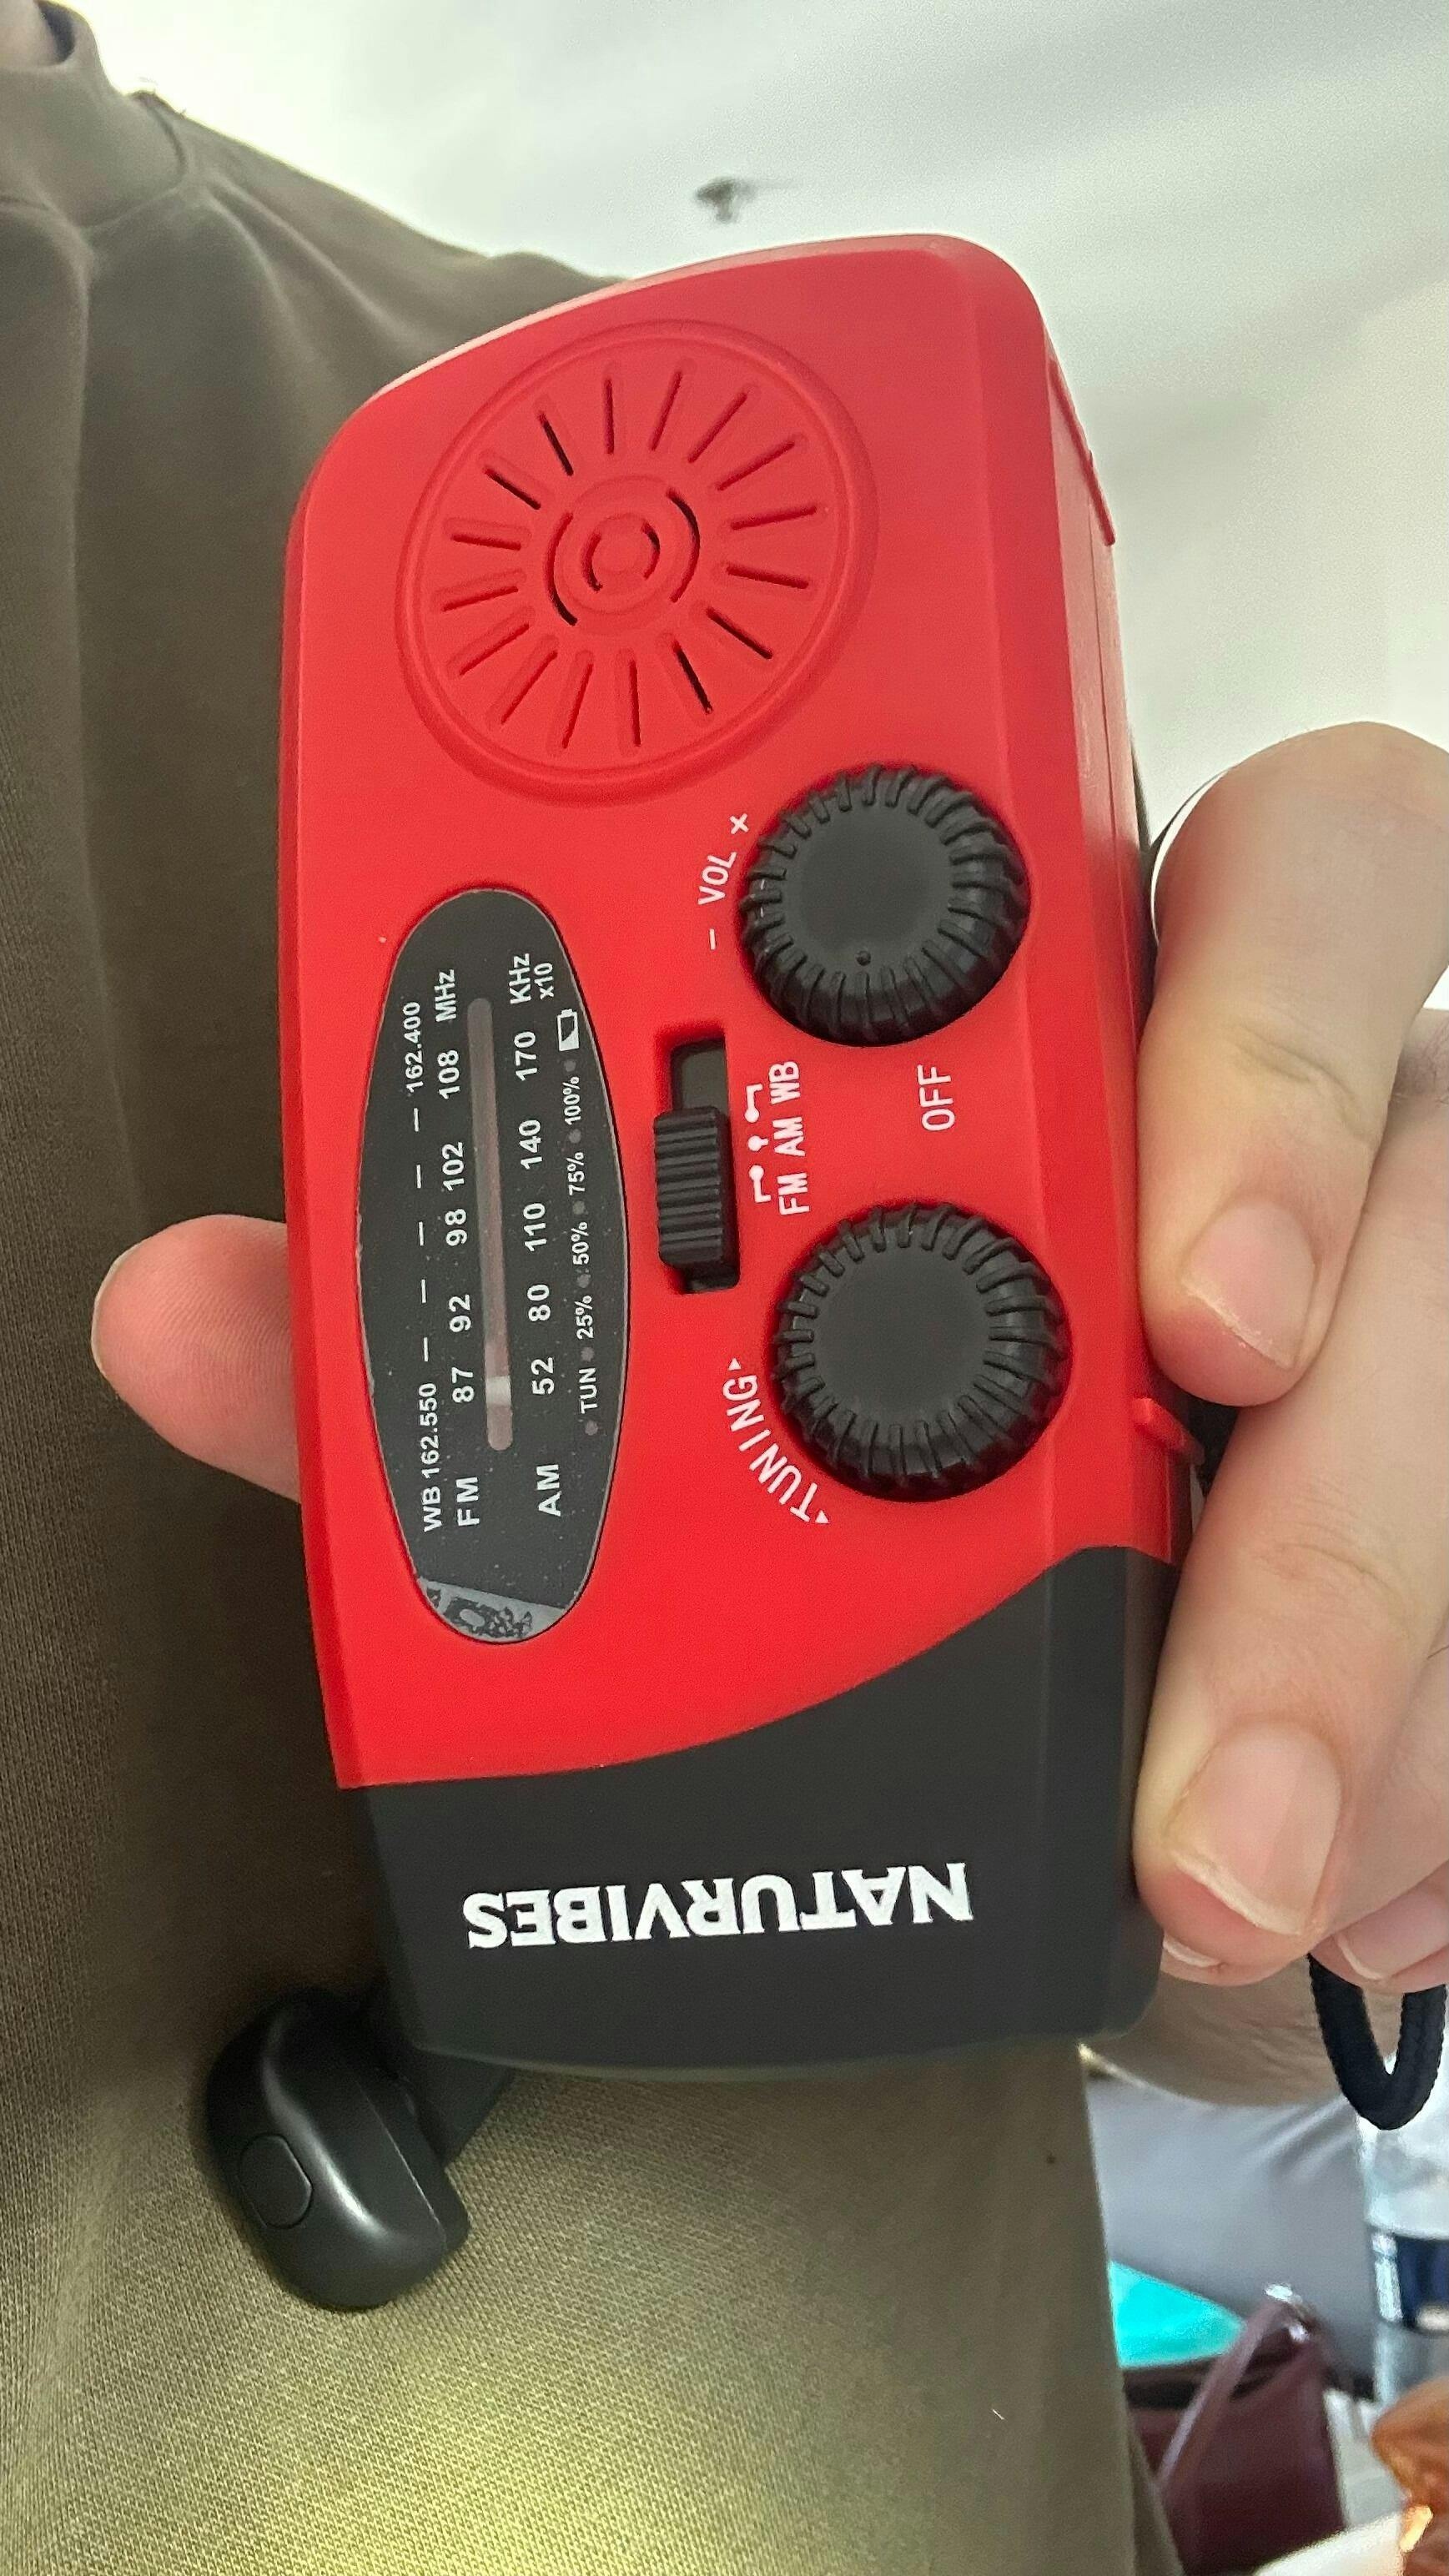 WB 162.550 — — — — — 162.400
FM 87 92 98 102 108 MHz
AM 52 80 110 140 170 KHz x10
TUN 25% 50% 75% 100%
- VOL +
FM AM WB
OFF
TUNING
NATURVIBES